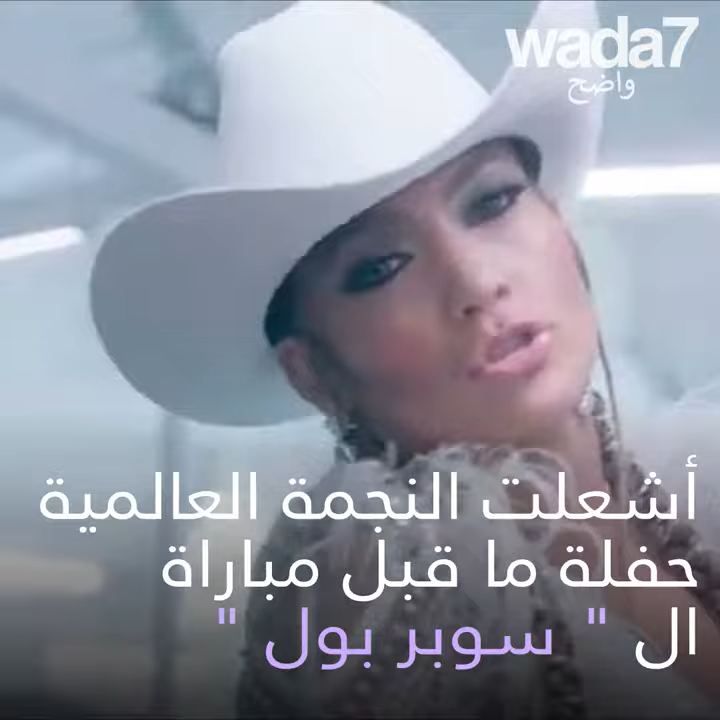 wada7
واضح
أشعلت النجمة العالمية
حفلة ما قبل مباراة
ال " سوبر بول "